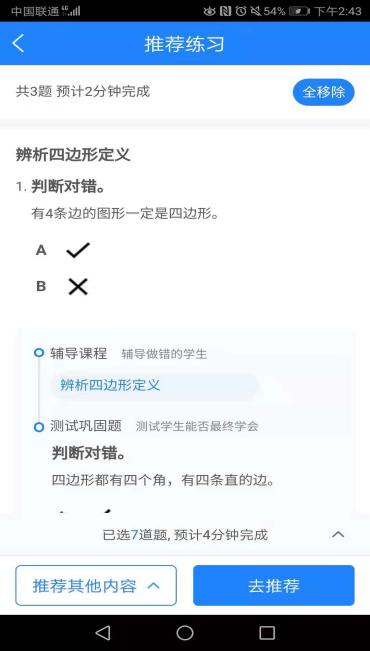 中国联通 54% 下午2:43
推荐练习
共3题 预计2分钟完成 全移除
辨析四边形定义
1. 判断对错。
有4条边的图形一定是四边形。
A
B
辅导课程 辅导做错的学生
辨析四边形定义
测试巩固题 测试学生能否最终学会
判断对错。
四边形都有四个角，有四条直的边。
已选7道题, 预计4分钟完成
推荐其他内容 去推荐